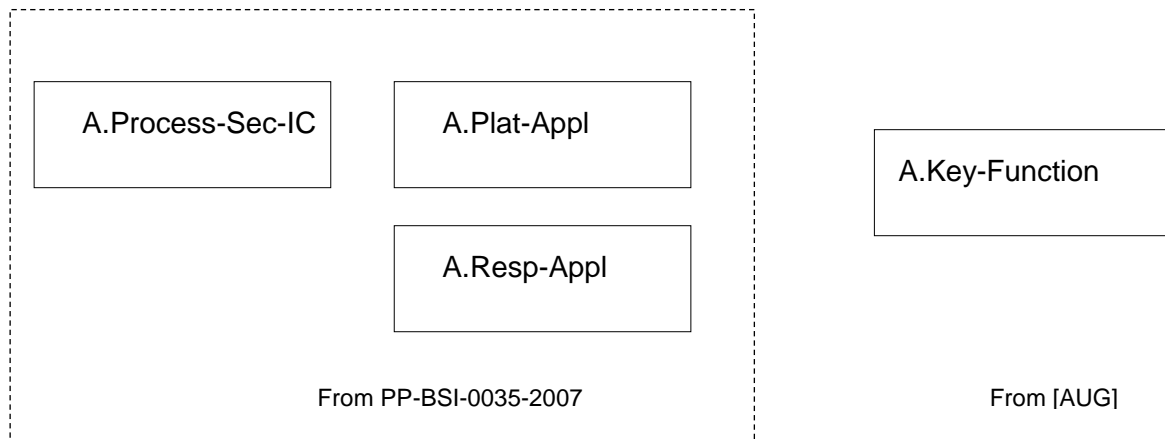 A.Process-Sec-IC
A.Plat-Appl
A.Key-Function
A.Resp-Appl
From PP-BSI-0035-2007
From [AUG]